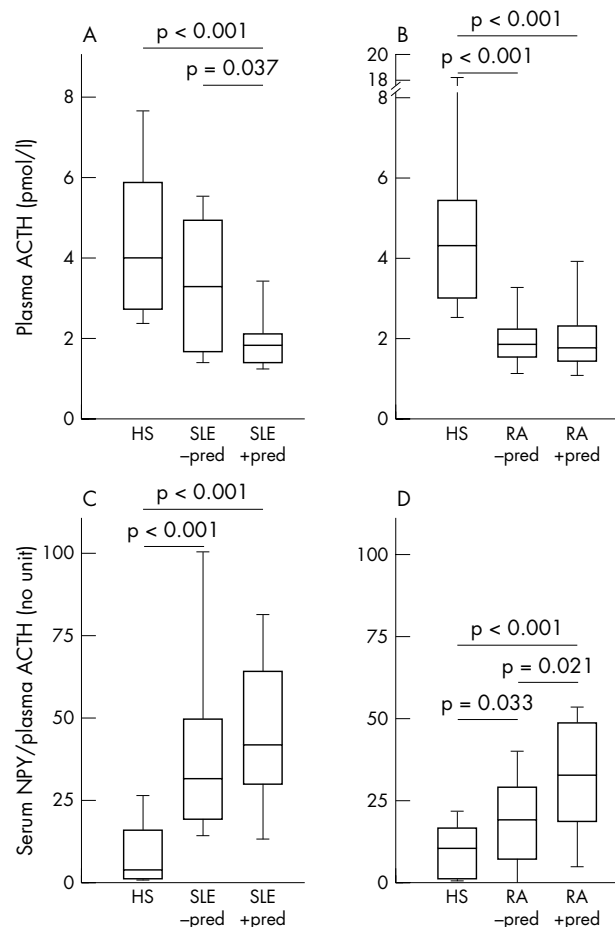 A
p < 0.001
p = 0.037
8
6
4
2
0
Plasma ACTH (pmol/l)
HS
SLE
–pred
SLE
+pred
B
p < 0.001
p < 0.001
20
18
8
6
4
2
0
HS
RA
–pred
RA
+pred
C
p < 0.001
p < 0.001
100
75
50
25
0
Serum NPY/plasma ACTH (no unit)
HS
SLE
–pred
SLE
+pred
D
100
75
50
25
0
p < 0.001
p = 0.021
p = 0.033
HS
RA
–pred
RA
+pred